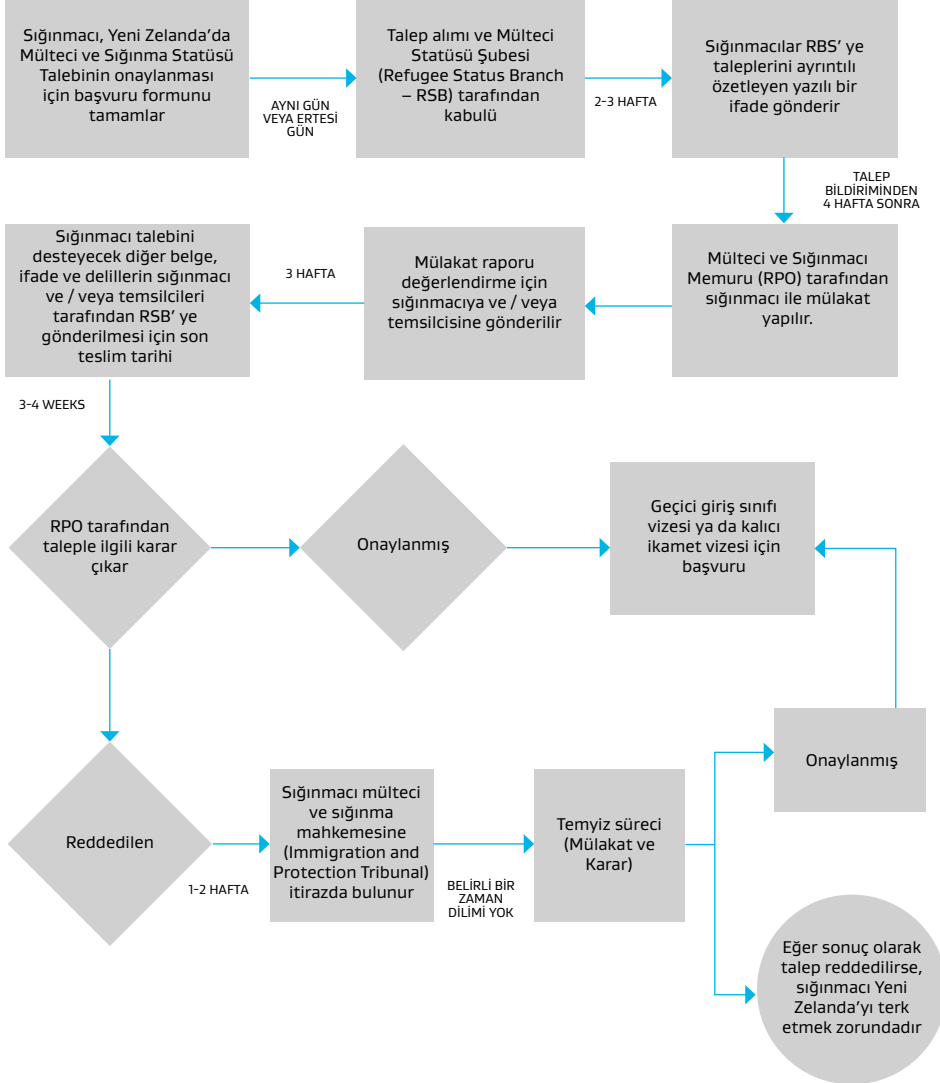 Sığınmacı, Yeni Zelanda’da
Mülteci ve Sığınma Statüsü
Talebinin onaylanması
için başvuru formunu
tamamlar
AYNI GÜN
VEYA ERTESİ
GÜN
Talep alımı ve Mülteci
Statüsü Şubesi
(Refugee Status Branch
– RSB) tarafından
kabulü
2-3 HAFTA
Sığınmacılar RBS’ ye
taleplerini ayrıntılı
özetleyen yazılı bir
ifade gönderir
TALEP
BİLDİRİMİNDEN
4 HAFTA SONRA
Mülteci ve Sığınmacı
Memuru (RPO) tarafından
sığınmacı ile mülakat
yapılır.
Mülakat raporu
değerlendirme için
sığınmacıya ve / veya
temsilcisine gönderilir
3 HAFTA
Sığınmacı talebini
desteyecek diğer belge,
ifade ve delillerin sığınmacı
ve / veya temsilcileri
tarafından RSB’ ye
gönderilmesi için son
teslim tarihi
3-4 WEEKS
RPO tarafından
taleple ilgili karar
çıkar
Onaylanmış
Geçici giriş sınıfı
vizesi ya da kalıcı
ikamet vizesi için
başvuru
Reddedilen
1-2 HAFTA
Sığınmacı mülteci
ve sığınma
mahkemesine
(Immigration and
Protection Tribunal)
itirazda bulunur
BELİRLİ BİR
ZAMAN
DİLİMİ YOK
Temyiz süreci
(Mülakat ve
Karar)
Onaylanmış
Eğer sonuç olarak
talep reddedilirse,
sığınmacı Yeni
Zelanda’yı terk
etmek zorundadır